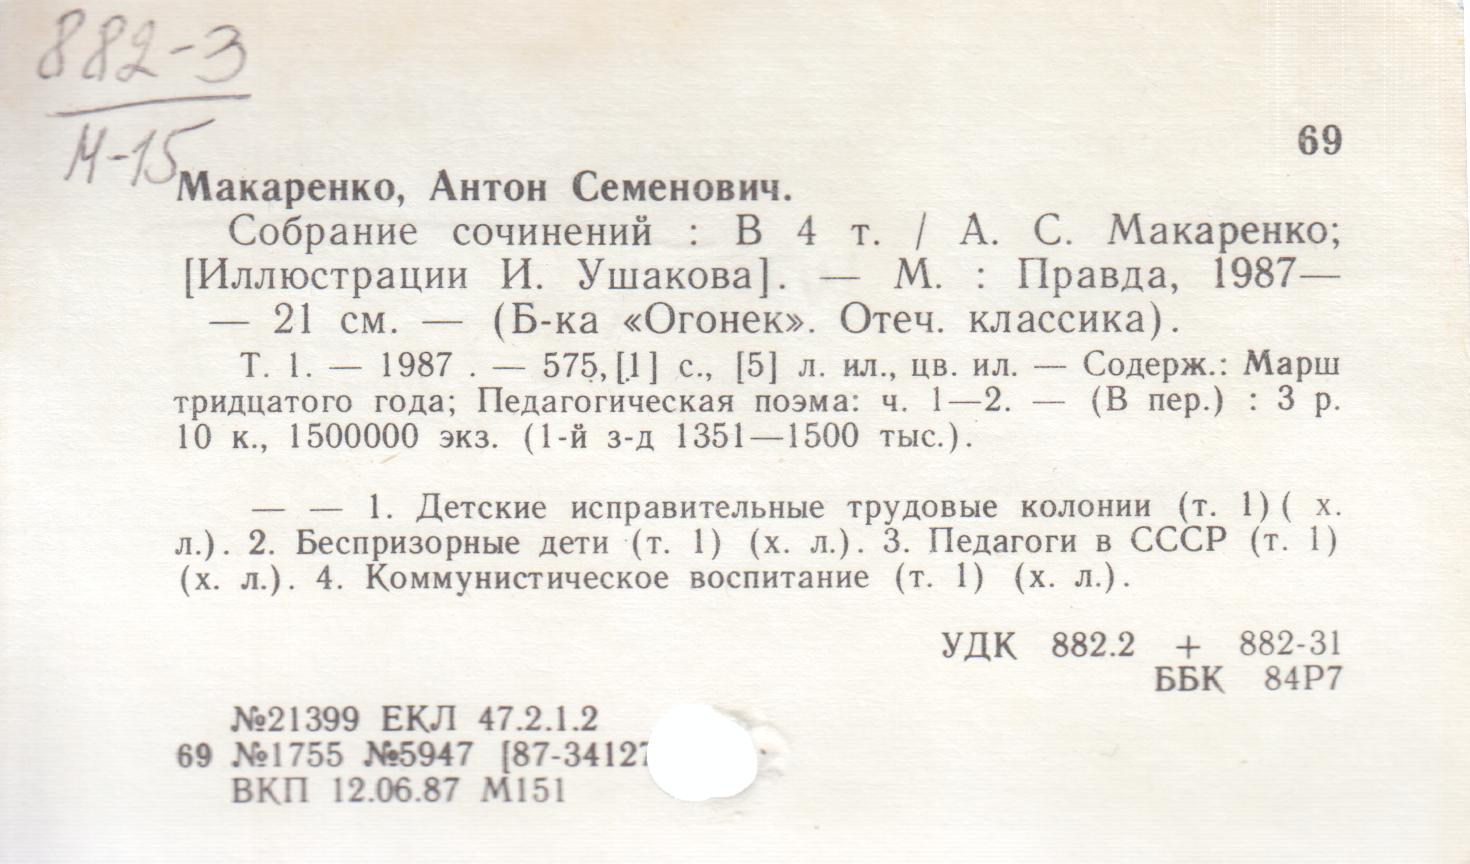 882-3
М-15
69
Макаренко, Антон Семенович.
Собрание сочинений : В 4 т. / А. С. Макаренко;
[Иллюстрации И. Ушакова]. — М. : Правда, 1987—
— 21 см. — (Б-ка «Огонек». Отеч. классика).
Т. 1. — 1987 . — 575, [1] с., [5] л. ил., цв. ил. — Содерж.: Марш
тридцатого года; Педагогическая поэма: ч. 1—2. — (В пер.) : 3 р.
10 к., 1500000 экз. (1-й з-д 1351—1500 тыс.).
— — 1. Детские исправительные трудовые колонии (т. 1) ( х.
л.). 2. Беспризорные дети (т. 1) (х. л.). 3. Педагоги в СССР (т. 1)
(х. л.). 4. Коммунистическое воспитание (т. 1) (х. л.).
УДК 882.2 + 882-31
ББК 84Р7
№21399 ЕКЛ 47.2.1.2
69 №1755 №5947 [87-34127
ВКП 12.06.87 М151